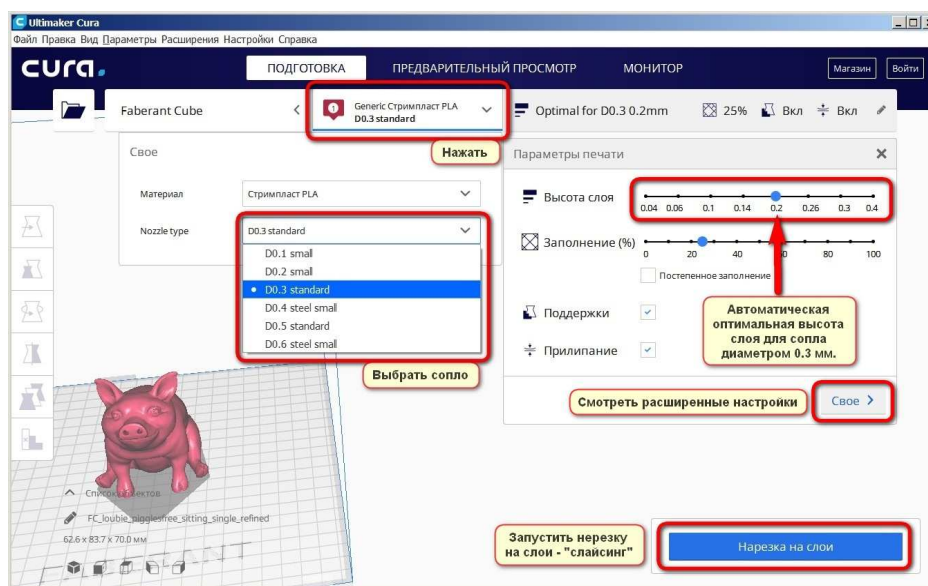 Ultimaker Cura
Файл Правка Вид Параметры Расширения Настройки Справка
cura.
ПОДГОТОВКА
ПРЕДВАРИТЕЛЬНЫЙ ПРОСМОТР
МОНИТОР
Магазин
Войти
Faberant Cube
1
Generic Стримпласт PLA
D0.3 standard
Optimal for D0.3 0.2mm
25%
Вкл
Вкл
Нажать
Свое
Материал
Стримпласт PLA
Nozzle type
D0.3 standard
D0.1 small
D0.2 small
D0.3 standard
D0.4 steel small
D0.5 standard
D0.6 steel small
Выбрать сопло
Параметры печати
Высота слоя
0.04 0.06 0.1 0.14 0.2 0.26 0.3 0.4
Заполнение (%)
0 20 40 60 80 100
Постепенное заполнение
Поддержки
Прилипание
Автоматическая
оптимальная высота
слоя для сопла
диаметром 0.3 мм.
Смотреть расширенные настройки
Свое
Список объектов
FC_loubie_pigglesfree_sitting_single_refined
62.6 x 83.7 x 70.0 мм
Запустить нерезку
на слои - "слайсинг"
Нарезка на слои